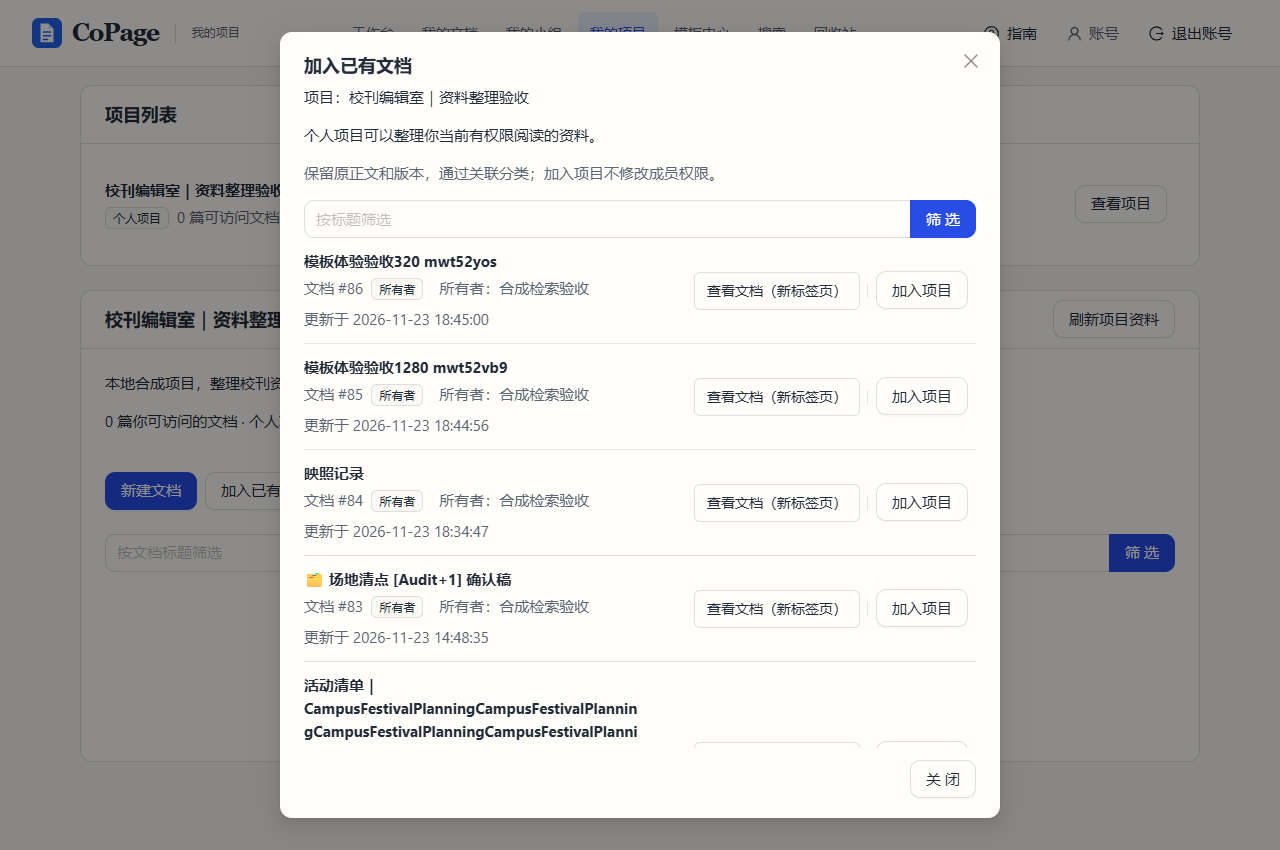 CoPage
我的项目
工作台
我的文档
我的小组
我的项目
模板中心
搜索
回收站
指南
账号
退出账号
项目列表
校刊编辑室 | 资料整理验收
个人项目
0 篇可访问文档
查看项目
校刊编辑室 | 资料整理
刷新项目资料
本地合成项目，整理校刊资
0 篇你可访问的文档 · 个人
新建文档
加入已有
按文档标题筛选
筛 选
加入已有文档
项目：校刊编辑室 | 资料整理验收
个人项目可以整理你当前有权限阅读的资料。
保留原正文和版本，通过关联分类；加入项目不修改成员权限。
按标题筛选
筛 选
模板体验验收320 mwt52yos
文档 #86 所有者 所有者：合成检索验收
更新于 2026-11-23 18:45:00
查看文档（新标签页）
加入项目
模板体验验收1280 mwt52vb9
文档 #85 所有者 所有者：合成检索验收
更新于 2026-11-23 18:44:56
查看文档（新标签页）
加入项目
映照记录
文档 #84 所有者 所有者：合成检索验收
更新于 2026-11-23 18:34:47
查看文档（新标签页）
加入项目
场地清点 [Audit+1] 确认稿
文档 #83 所有者 所有者：合成检索验收
更新于 2026-11-23 14:48:35
查看文档（新标签页）
加入项目
活动清单 |
CampusFestivalPlanningCampusFestivalPlannin
gCampusFestivalPlanningCampusFestivalPlanni
关 闭